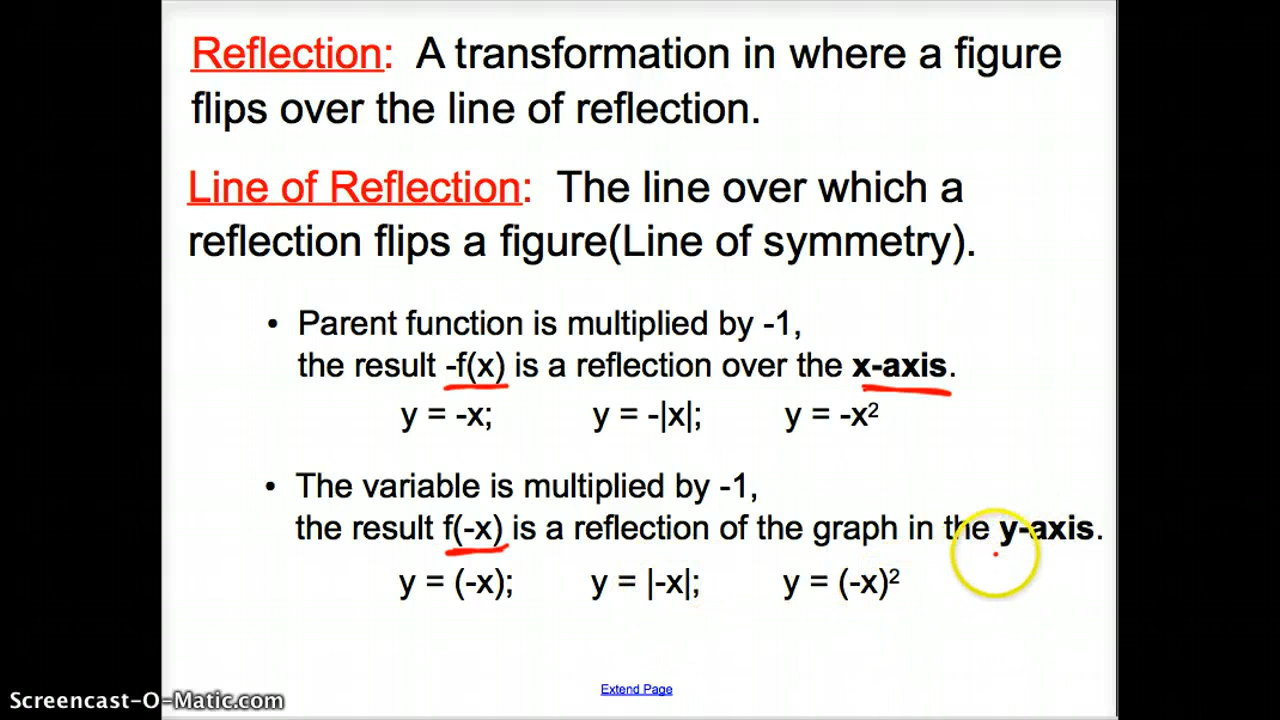 Reflection: A transformation in where a figure
flips over the line of reflection.
Line of Reflection: The line over which a
reflection flips a figure(Line of symmetry).
• Parent function is multiplied by -1,
the result -f(x) is a reflection over the x-axis.
y = -x; y = -|x|; y = -x²
• The variable is multiplied by -1,
the result f(-x) is a reflection of the graph in the y-axis.
y = (-x); y = |-x|; y = (-x)²
Extend Page
Screencast-O-Matic.com